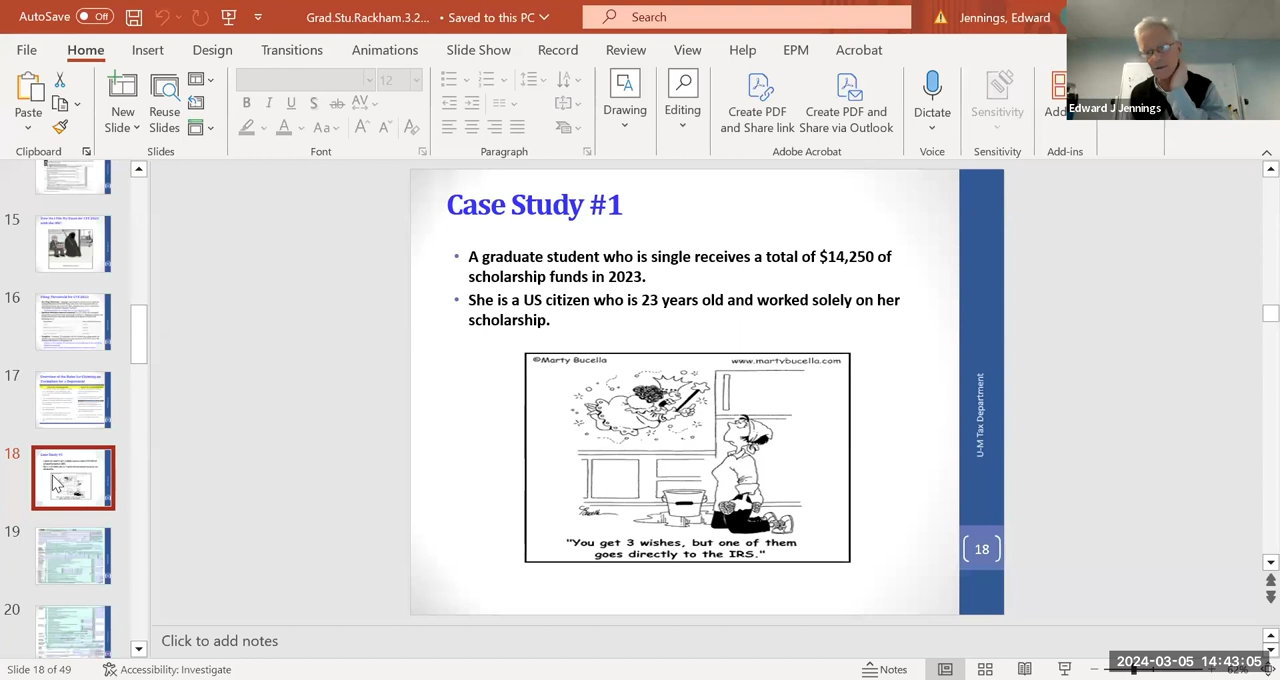 AutoSave
Off
Grad.Stu.Rackham.3.2... • Saved to this PC
Search
Jennings, Edward
File Home Insert Design Transitions Animations Slide Show Record Review View Help EPM Acrobat
Paste
New Slide
Reuse Slides
12
B I U S ab AV
A Aa A A A
Drawing
Editing
Create PDF and Share link
Create PDF and Share via Outlook
Dictate
Sensitivity
Edward J Jennings
Clipboard
Slides
Font
Paragraph
Adobe Acrobat
Voice
Sensitivity
Add-ins
15
16
17
18
19
20
Case Study #1
• A graduate student who is single receives a total of $14,250 of
scholarship funds in 2023.
• She is a US citizen who is 23 years old and worked solely on her
scholarship.
©Marty Bucella www.martybucella.com
"You get 3 wishes, but one of them
goes directly to the IRS."
U-M Tax Department
18
Click to add notes
Slide 18 of 49
Accessibility: Investigate
Notes
2024-03-05 14:43:05